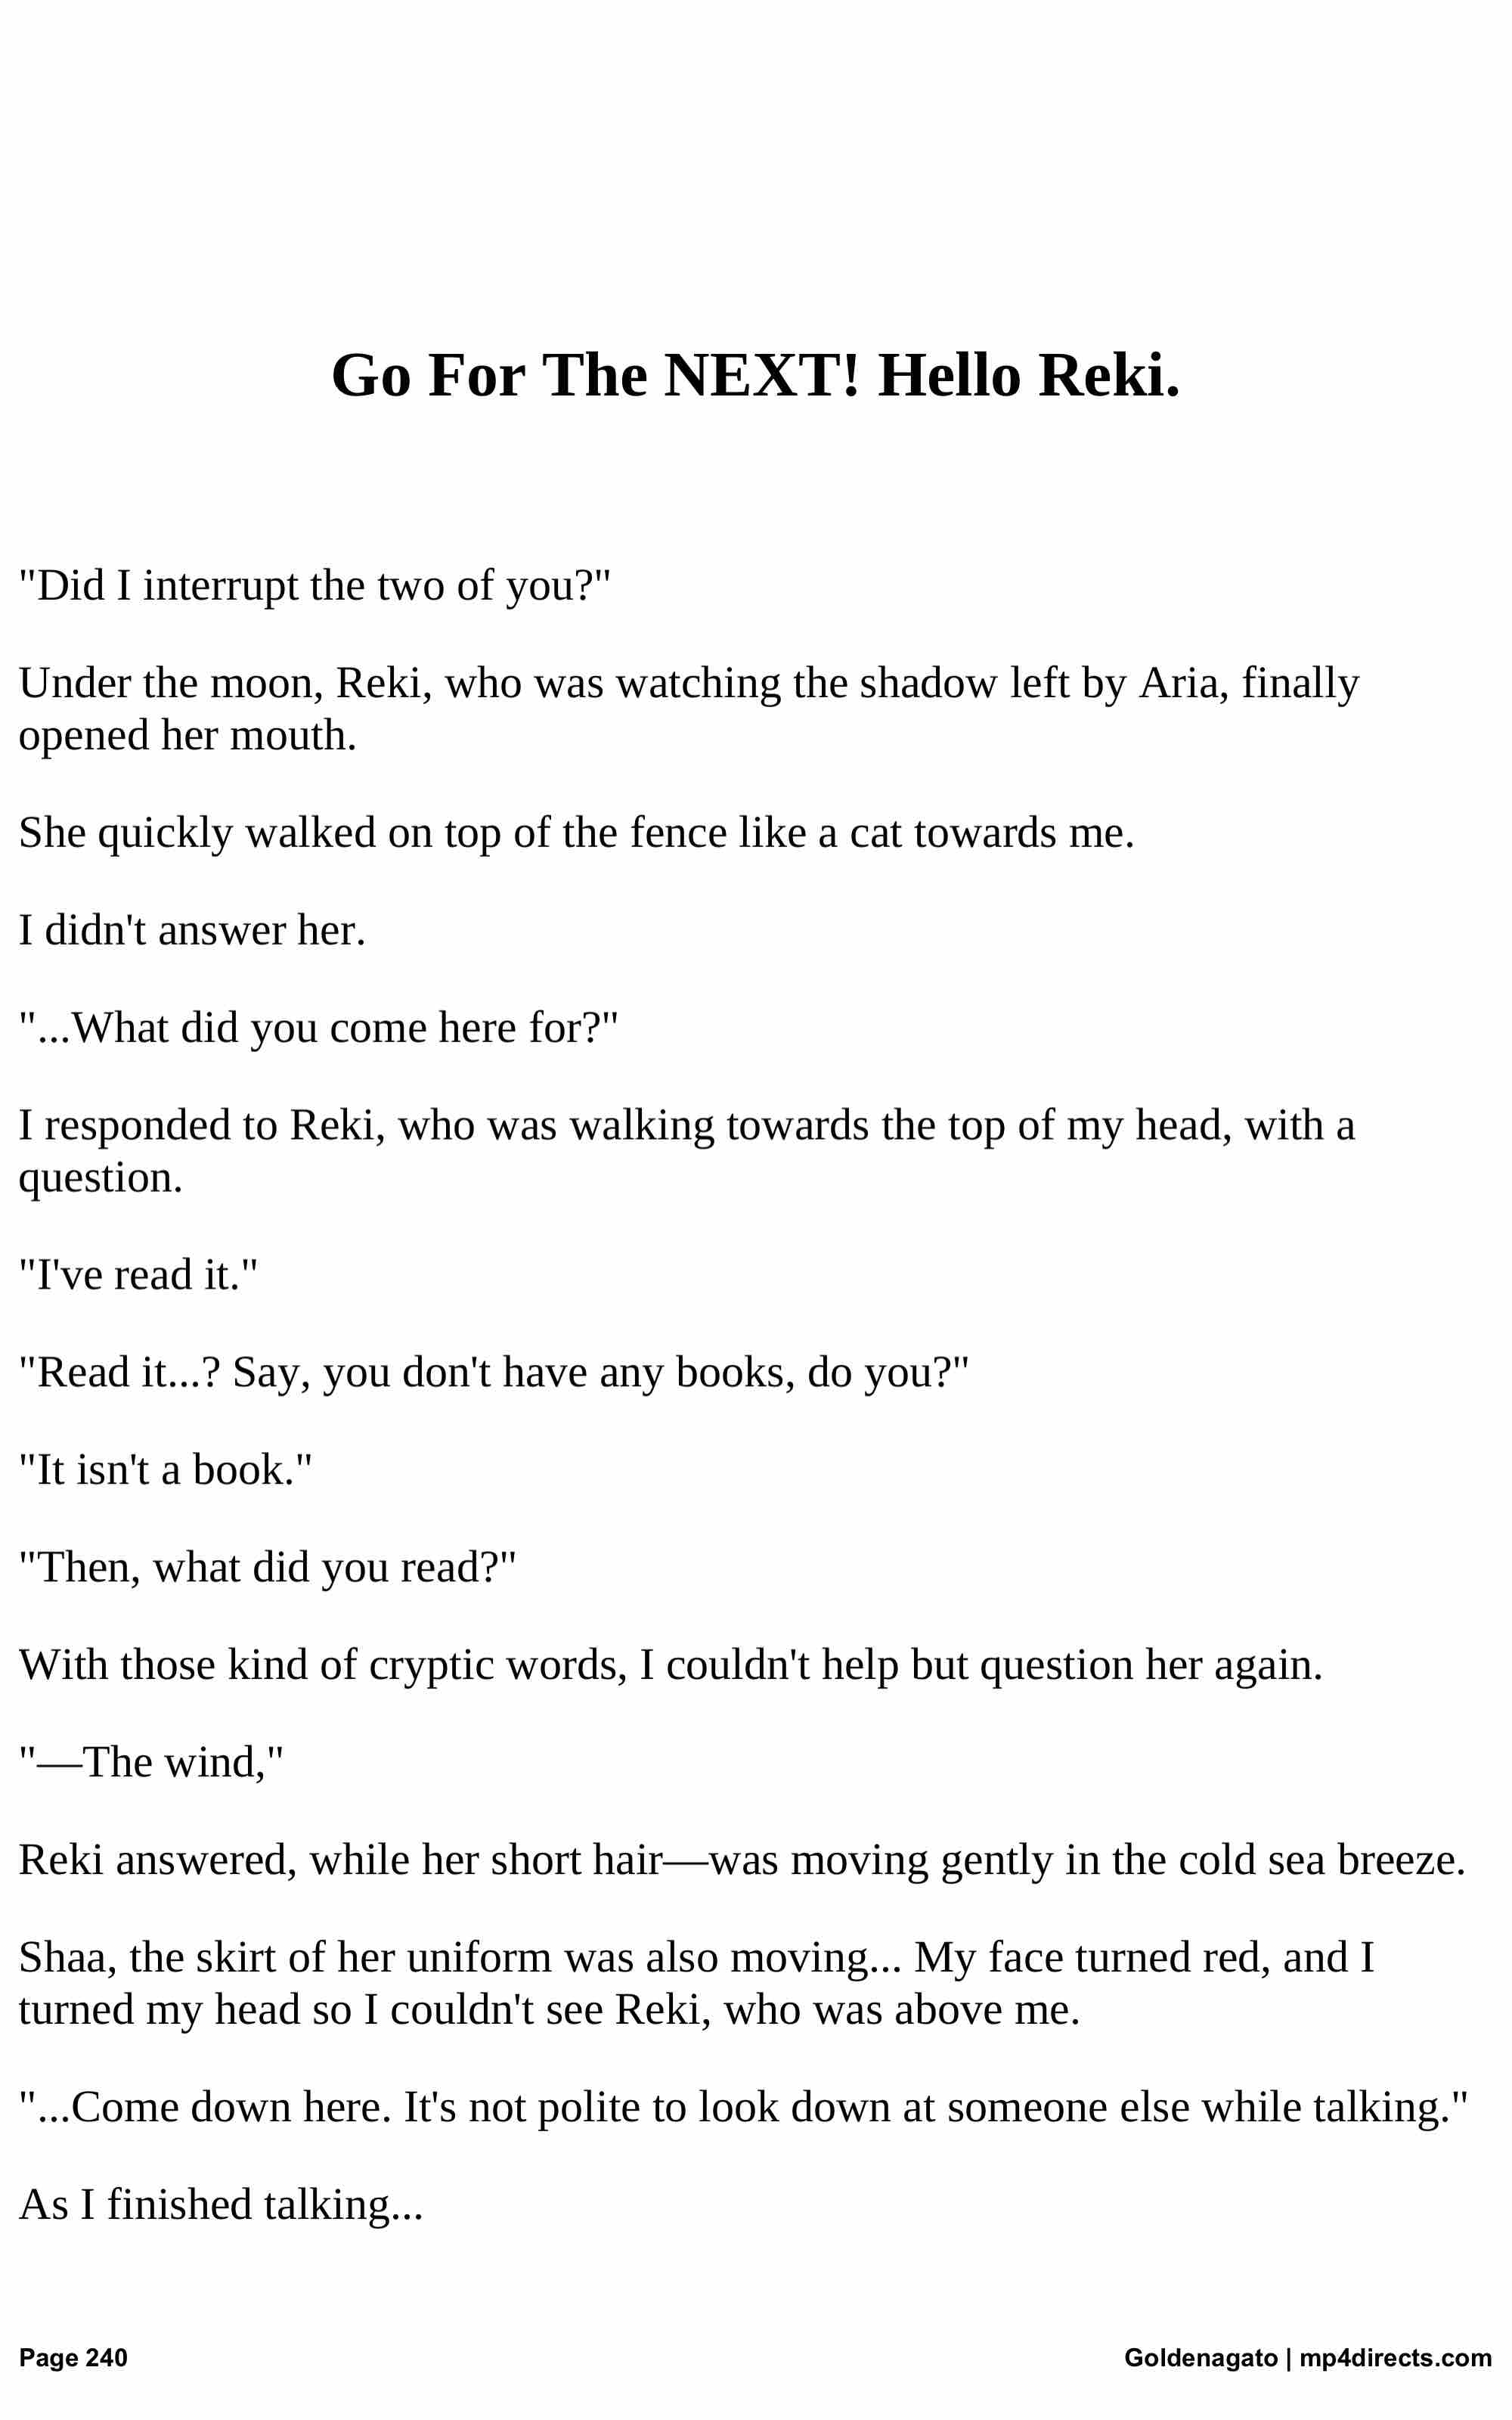 Go For The NEXT! Hello Reki.
"Did I interrupt the two of you?"
Under the moon, Reki, who was watching the shadow left by Aria, finally
opened her mouth.
She quickly walked on top of the fence like a cat towards me.
I didn't answer her.
"...What did you come here for?"
I responded to Reki, who was walking towards the top of my head, with a
question.
"I've read it."
"Read it...? Say, you don't have any books, do you?"
"It isn't a book."
"Then, what did you read?"
With those kind of cryptic words, I couldn't help but question her again.
"—The wind,"
Reki answered, while her short hair—was moving gently in the cold sea breeze.
Shaa, the skirt of her uniform was also moving... My face turned red, and I
turned my head so I couldn't see Reki, who was above me.
"...Come down here. It's not polite to look down at someone else while talking."
As I finished talking...
Page 240
Goldenagato | mp4directs.com